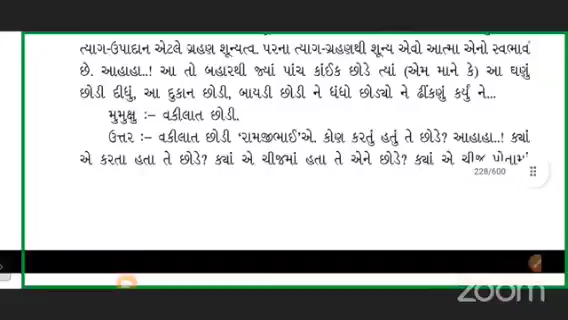 ત્યાગ-ઉપાદાન એટલે ગ્રહણ શૂન્યત્વ. પરના ત્યાગ-ગ્રહણથી શૂન્ય એવો આત્મા એનો સ્વભાવ
છે. આહાહા..! આ તો બહારથી જ્યાં પાંચ કાંઈક છોડે ત્યાં (એમ માને કે) આ ઘણું
છોડી દીધું, આ દુકાન છોડી, બાયડી છોડી ને ધંધો છોડ્યો ને ઢીંકણું કર્યું ને...
મુમુક્ષુ :– વકીલાત છોડી.
ઉત્તર :– વકીલાત છોડી 'રામજીભાઈ'એ. કોણ કરતું હતું તે છોડે? આહાહા..! ક્યાં
એ કરતા હતા તે છોડે? ક્યાં એ ચીજમાં હતા તે એને છોડે? ક્યાં એ ચીજ પોતામાં
228/600
zoom